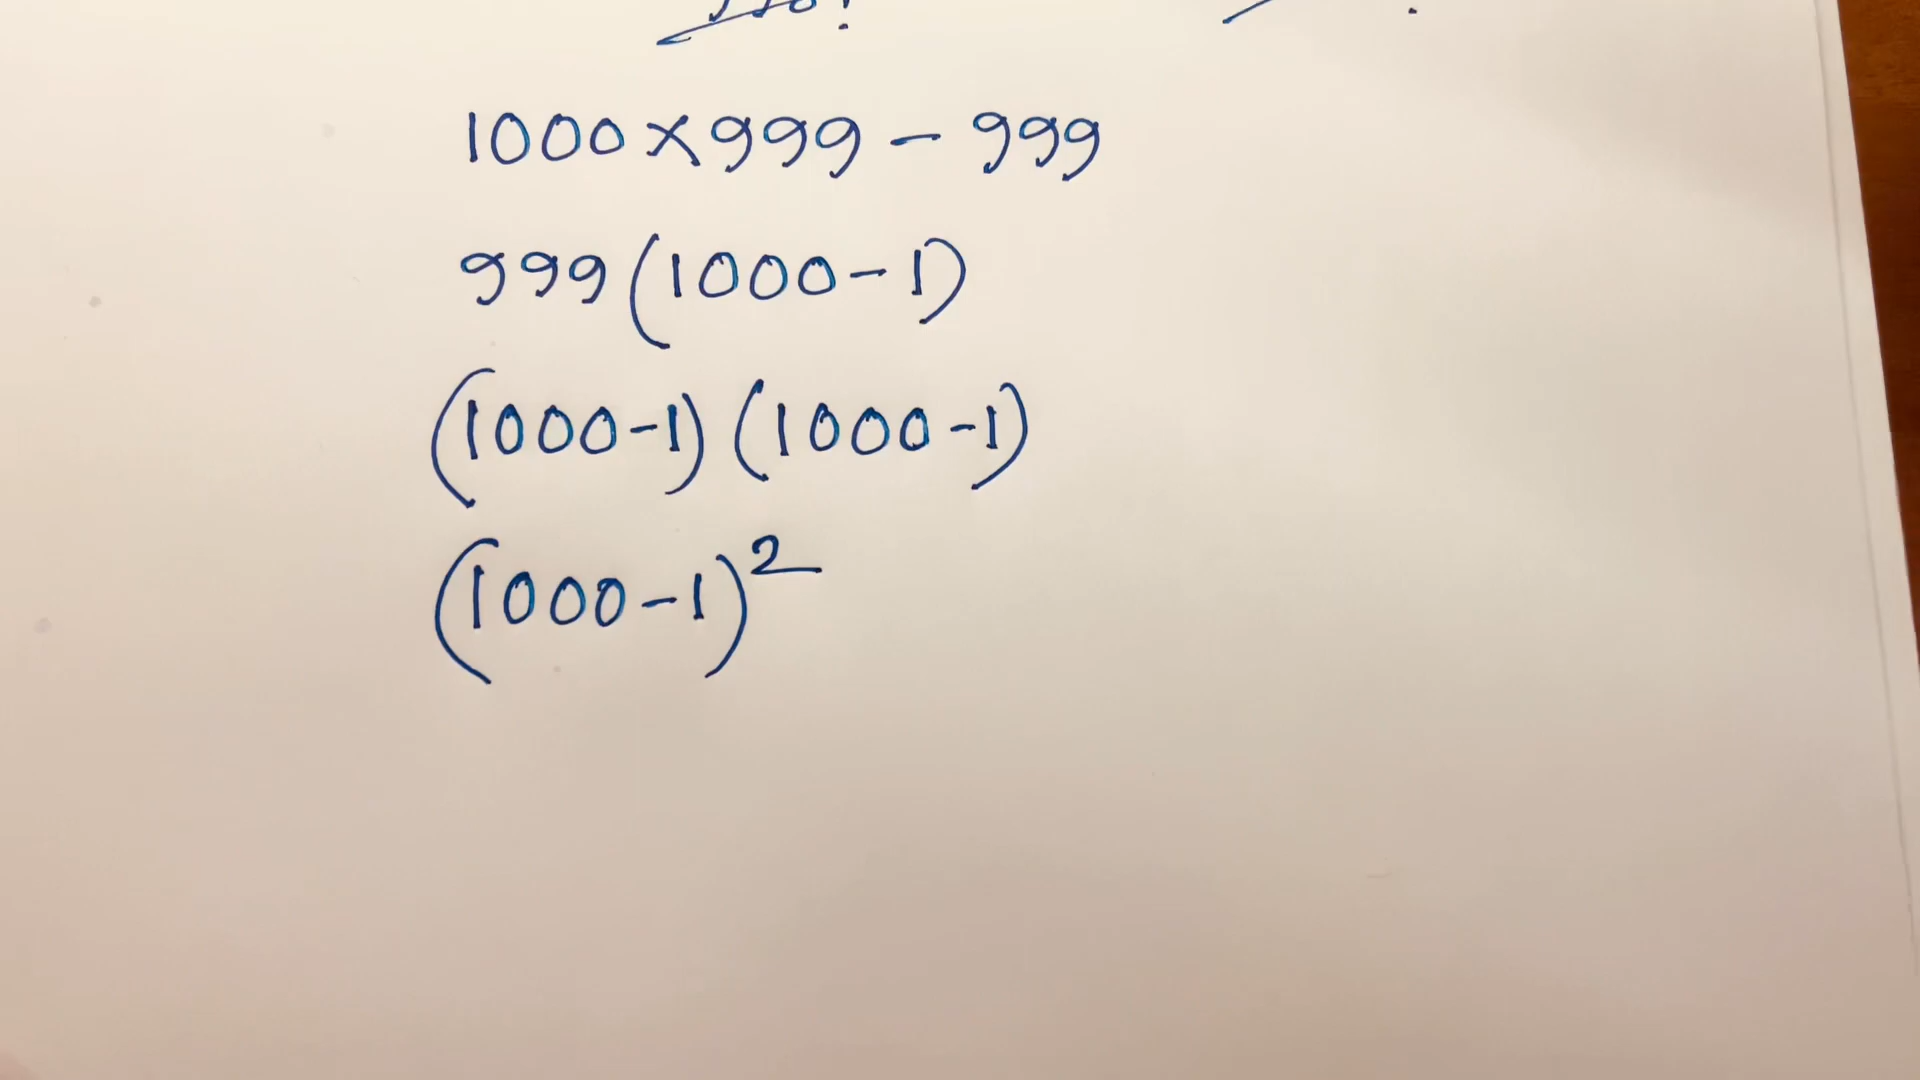 1000 × 999 - 999
999 (1000 - 1)
(1000 - 1) (1000 - 1)
(1000 - 1)²